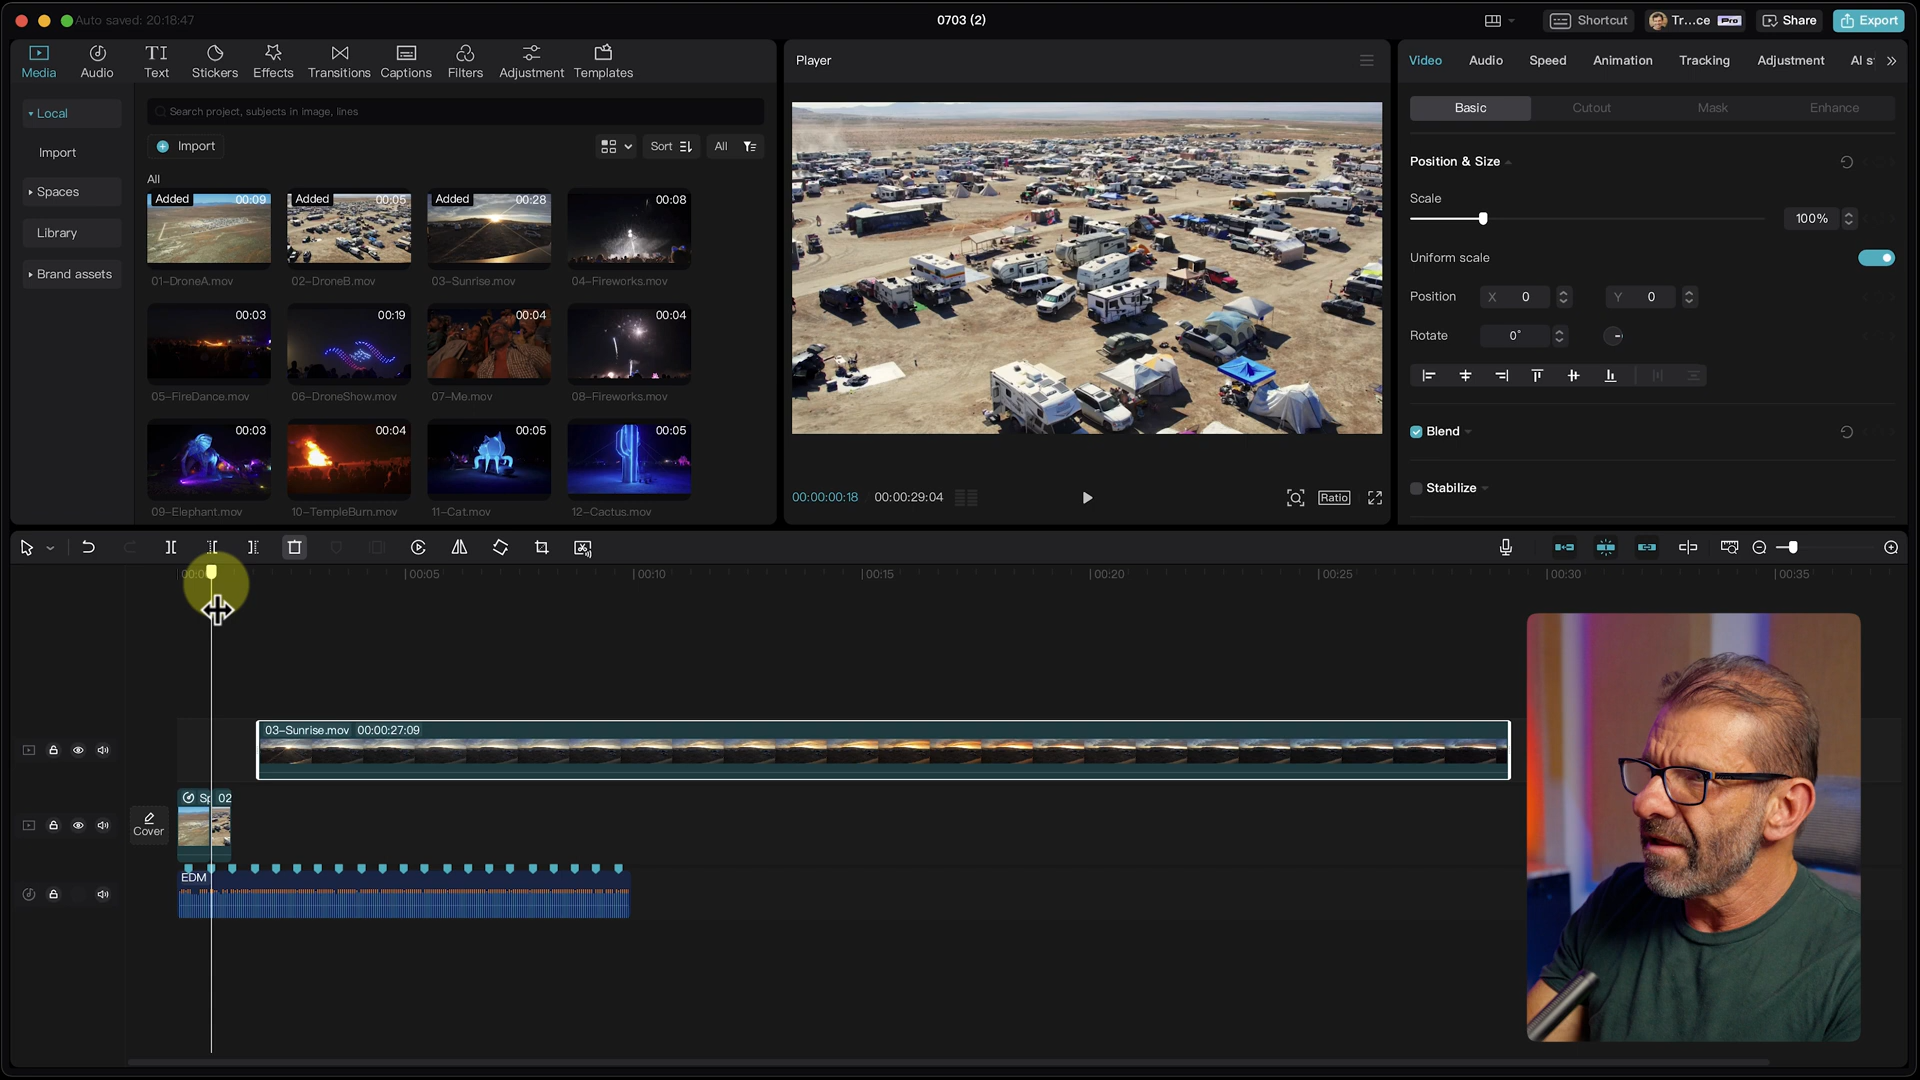 Auto saved: 20:18:47
0703 (2)
Shortcut
Tr...ce
Pro
Share
Export
Media
Audio
Text
Stickers
Effects
Transitions
Captions
Filters
Adjustment
Templates
Local
Import
Spaces
Library
Brand assets
Search project, subjects in image, lines
Import
Sort
All
All
Added 00:09
Added 00:05
Added 00:28
00:08
01-DroneA.mov
02-DroneB.mov
03-Sunrise.mov
04-Fireworks.mov
00:03
00:19
00:04
00:04
05-FireDance.mov
06-DroneShow.mov
07-Me.mov
08-Fireworks.mov
00:03
00:04
00:05
00:05
09-Elephant.mov
10-TempleBurn.mov
11-Cat.mov
12-Cactus.mov
Player
00:00:00:18 00:00:29:04
Ratio
Video
Audio
Speed
Animation
Tracking
Adjustment
AI s
Basic
Cutout
Mask
Enhance
Position & Size
Scale
100%
Uniform scale
Position X 0 Y 0
Rotate 0°
Blend
Stabilize
00:05
00:10
00:15
00:20
00:25
00:30
00:35
03-Sunrise.mov 00:00:27:09
Cover
02
EDM